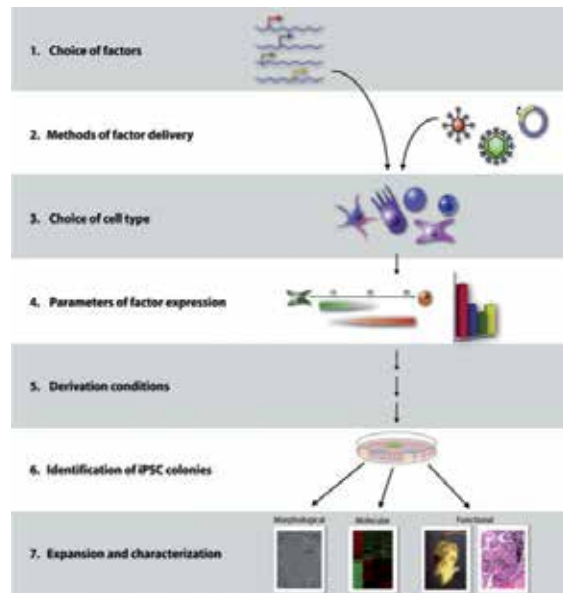 1. Choice of factors
2. Methods of factor delivery
3. Choice of cell type
4. Parameters of factor expression
5. Derivation conditions
6. Identification of iPSC colonies
Morphological Molecular Functional
7. Expansion and characterization